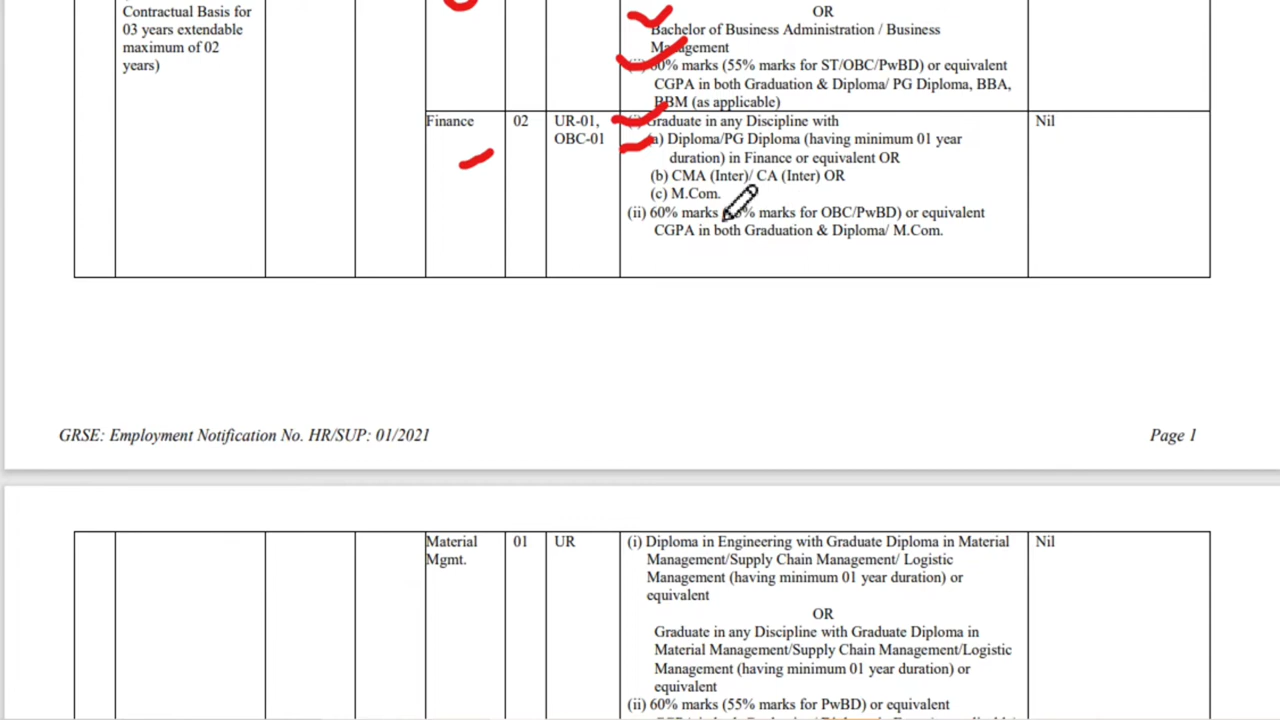 Contractual Basis for
03 years extendable
maximum of 02
years)
OR
Bachelor of Business Administration / Business
Management
60% marks (55% marks for ST/OBC/PwBD) or equivalent
CGPA in both Graduation & Diploma/ PG Diploma, BBA,
BBM (as applicable)
Finance
02
UR-01,
OBC-01
(i) Graduate in any Discipline with
(a) Diploma/PG Diploma (having minimum 01 year
duration) in Finance or equivalent OR
(b) CMA (Inter)/ CA (Inter) OR
(c) M.Com.
(ii) 60% marks marks for OBC/PwBD) or equivalent
CGPA in both Graduation & Diploma/ M.Com.
Nil
GRSE: Employment Notification No. HR/SUP: 01/2021
Page 1
Material
Mgmt.
01
UR
(i) Diploma in Engineering with Graduate Diploma in Material
Management/Supply Chain Management/ Logistic
Management (having minimum 01 year duration) or
equivalent
OR
Graduate in any Discipline with Graduate Diploma in
Material Management/Supply Chain Management/Logistic
Management (having minimum 01 year duration) or
equivalent
(ii) 60% marks (55% marks for PwBD) or equivalent
Nil